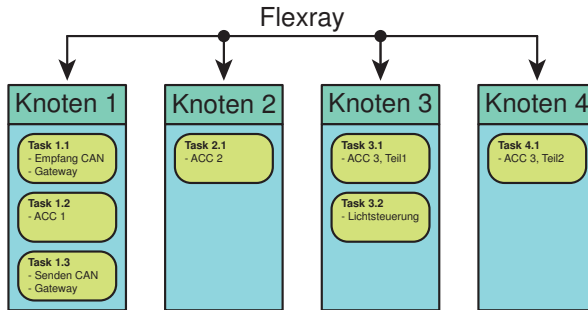 Flexray
Knoten 1
Task 1.1
- Empfang CAN
- Gateway
Task 1.2
- ACC 1
Task 1.3
- Senden CAN
- Gateway
Knoten 2
Task 2.1
- ACC 2
Knoten 3
Task 3.1
- ACC 3, Teil1
Task 3.2
- Lichtsteuerung
Knoten 4
Task 4.1
- ACC 3, Teil2